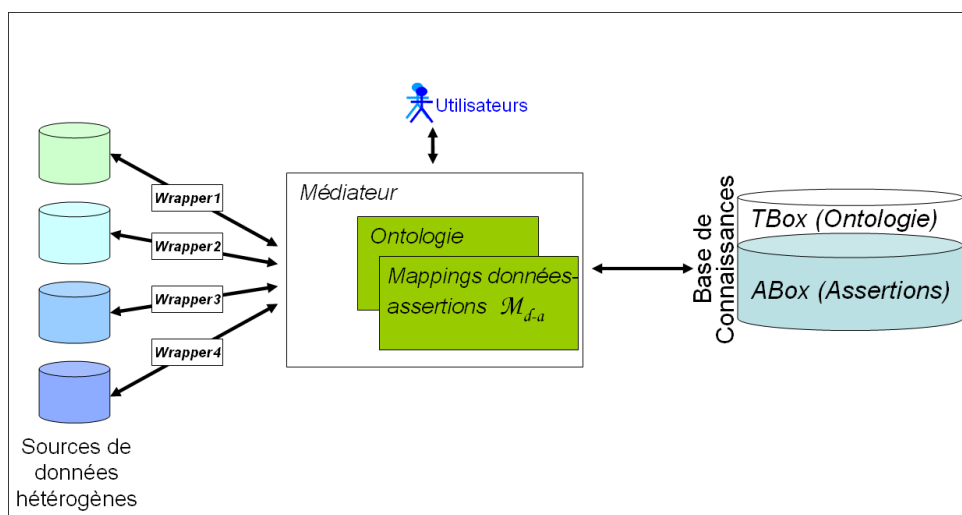 Utilisateurs
Wrapper1
Wrapper2
Wrapper3
Wrapper4
Médiateur
Ontologie
Mappings données-
assertions M d-a
Base de
Connaissances
TBox (Ontologie)
ABox (Assertions)
Sources de
données
hétérogènes